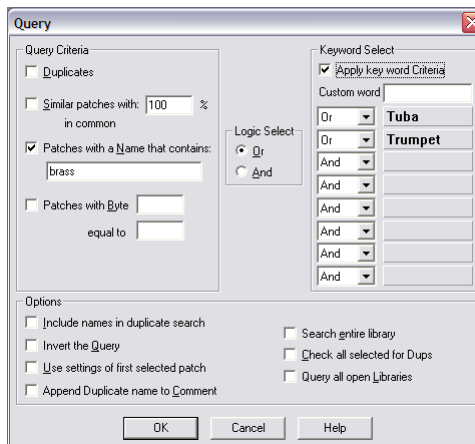 Query
Query Criteria
Duplicates
Similar patches with: 100 %
in common
Patches with a Name that contains:
brass
Patches with Byte
equal to
Logic Select
Or
And
Keyword Select
Apply key word Criteria
Custom word
Or Tuba
Or Trumpet
And
And
And
And
And
And
Options
Include names in duplicate search
Invert the Query
Use settings of first selected patch
Append Duplicate name to Comment
Search entire library
Check all selected for Dups
Query all open Libraries
OK Cancel Help